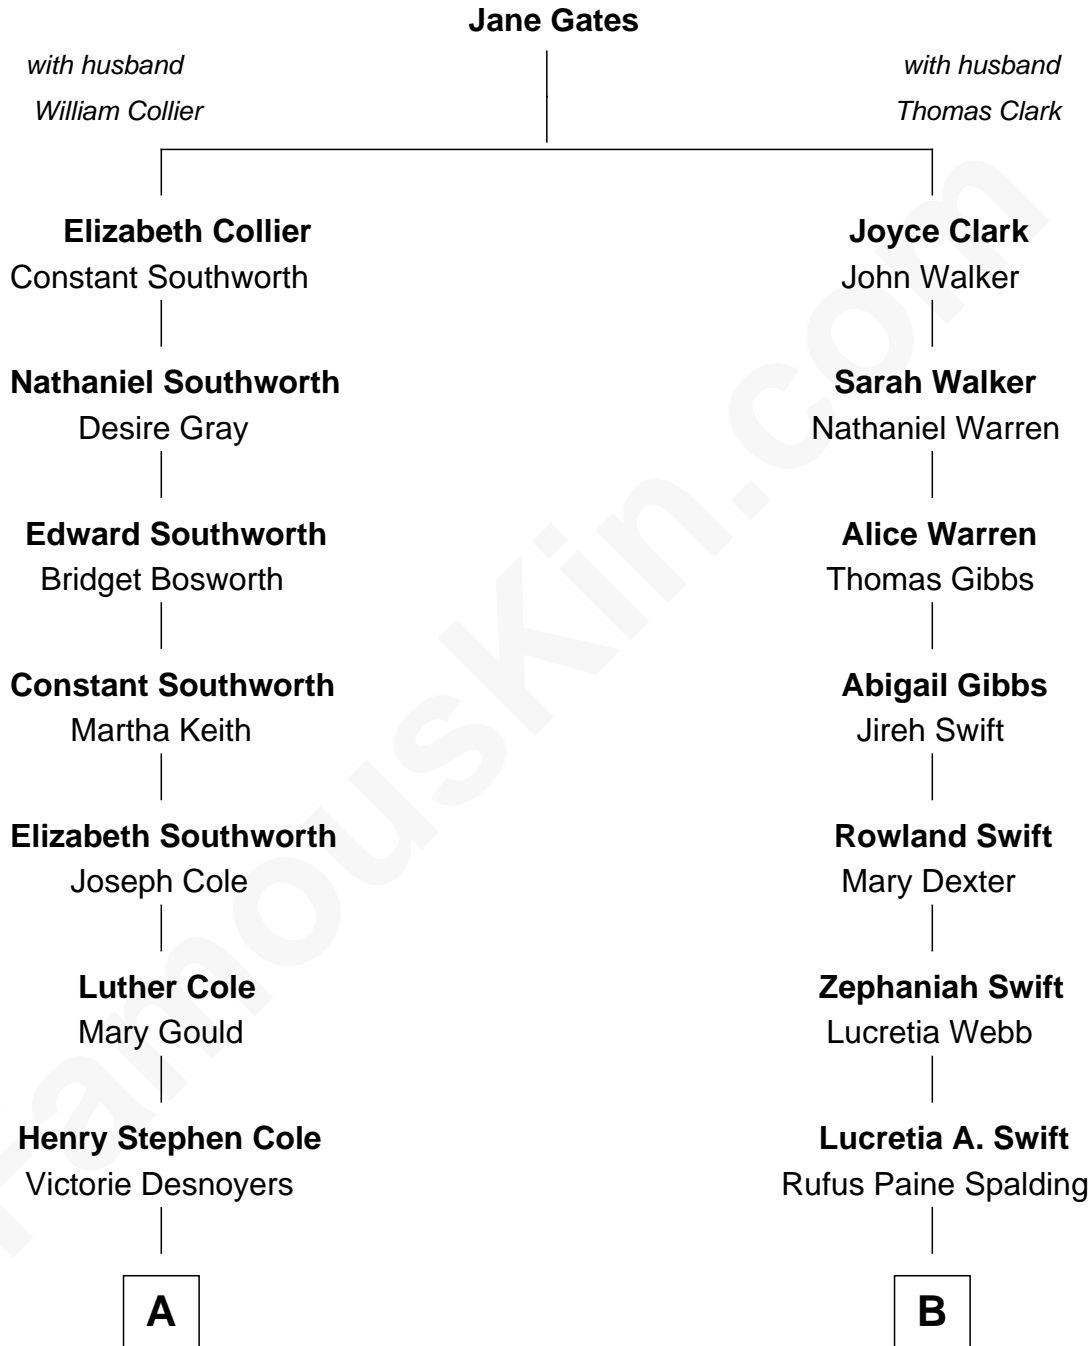 Jane Gates
with husband
William Collier
with husband
Thomas Clark
Elizabeth Collier
Constant Southworth
Joyce Clark
John Walker
Nathaniel Southworth
Desire Gray
Sarah Walker
Nathaniel Warren
Edward Southworth
Bridget Bosworth
Alice Warren
Thomas Gibbs
Constant Southworth
Martha Keith
Abigail Gibbs
Jireh Swift
Elizabeth Southworth
Joseph Cole
Rowland Swift
Mary Dexter
Luther Cole
Mary Gould
Zephaniah Swift
Lucretia Webb
Henry Stephen Cole
Victorie Desnoyers
Lucretia A. Swift
Rufus Paine Spalding
A
B
FamousKin.com